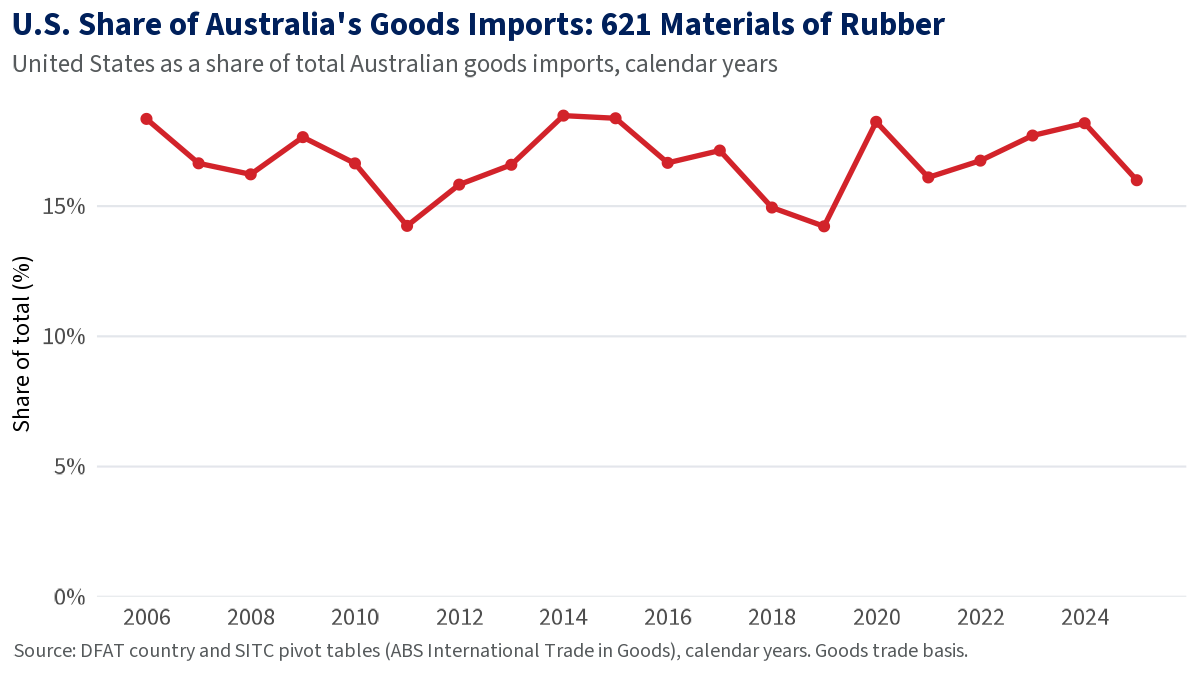 U.S. Share of Australia's Goods Imports: 621 Materials of Rubber
United States as a share of total Australian goods imports, calendar years
Share of total (%)
15%
10%
5%
0%
2006 2008 2010 2012 2014 2016 2018 2020 2022 2024
Source: DFAT country and SITC pivot tables (ABS International Trade in Goods), calendar years. Goods trade basis.